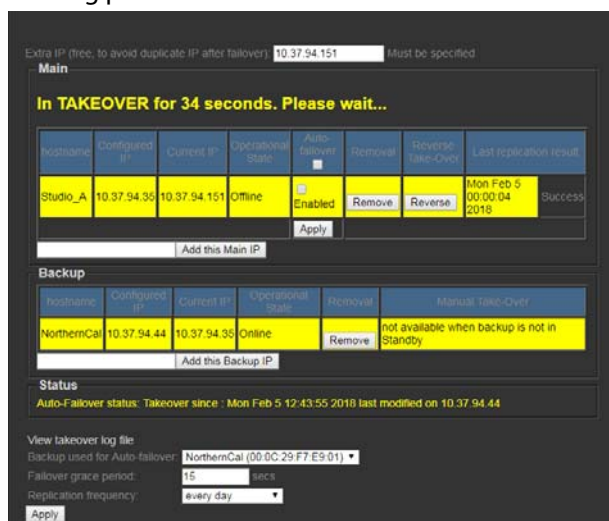 Extra IP (free, to avoid duplicate IP after failover): 10.37.94.151 Must be specified
Main
In TAKEOVER for 34 seconds. Please wait...
hostname Configured IP Current IP Operational State Auto-failover Removal Reverse Take-Over Last replication result
Studio_A 10.37.94.35 10.37.94.151 Offline Enabled Remove Reverse Mon Feb 5 00:00:04 2018 Success
Apply
Add this Main IP
Backup
hostname Configured IP Current IP Operational State Removal Manual Take-Over
NorthernCal 10.37.94.44 10.37.94.35 Online Remove not available when backup is not in Standby
Add this Backup IP
Status
Auto-Failover status: Takeover since : Mon Feb 5 12:43:55 2018 last modified on 10.37.94.44
View takeover log file
Backup used for Auto-failover: NorthernCal (00:0C:29:F7:E9:01)
Failover grace period: 15 secs
Replication frequency: every day
Apply